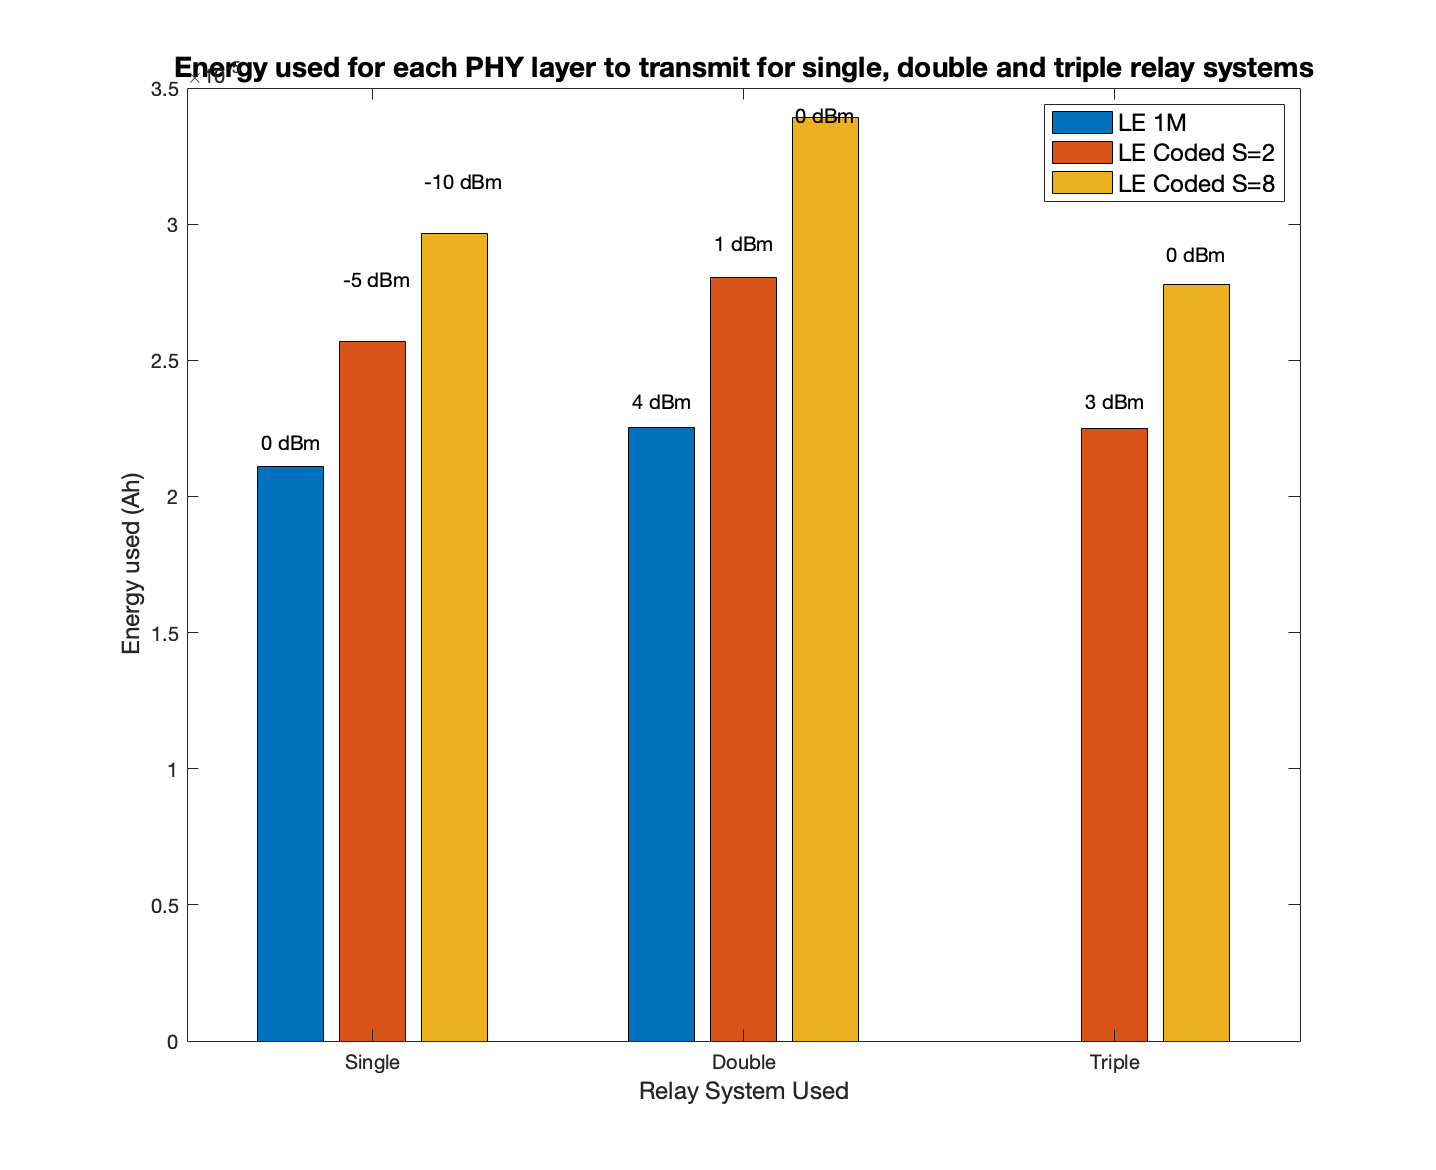 Energy used for each PHY layer to transmit for single, double and triple relay systems
×10
3.5
3
2.5
2
1.5
1
0.5
0
Energy used (Ah)
0 dBm
-5 dBm
-10 dBm
4 dBm
1 dBm
0 dBm
3 dBm
0 dBm
LE 1M
LE Coded S=2
LE Coded S=8
Single
Double
Triple
Relay System Used